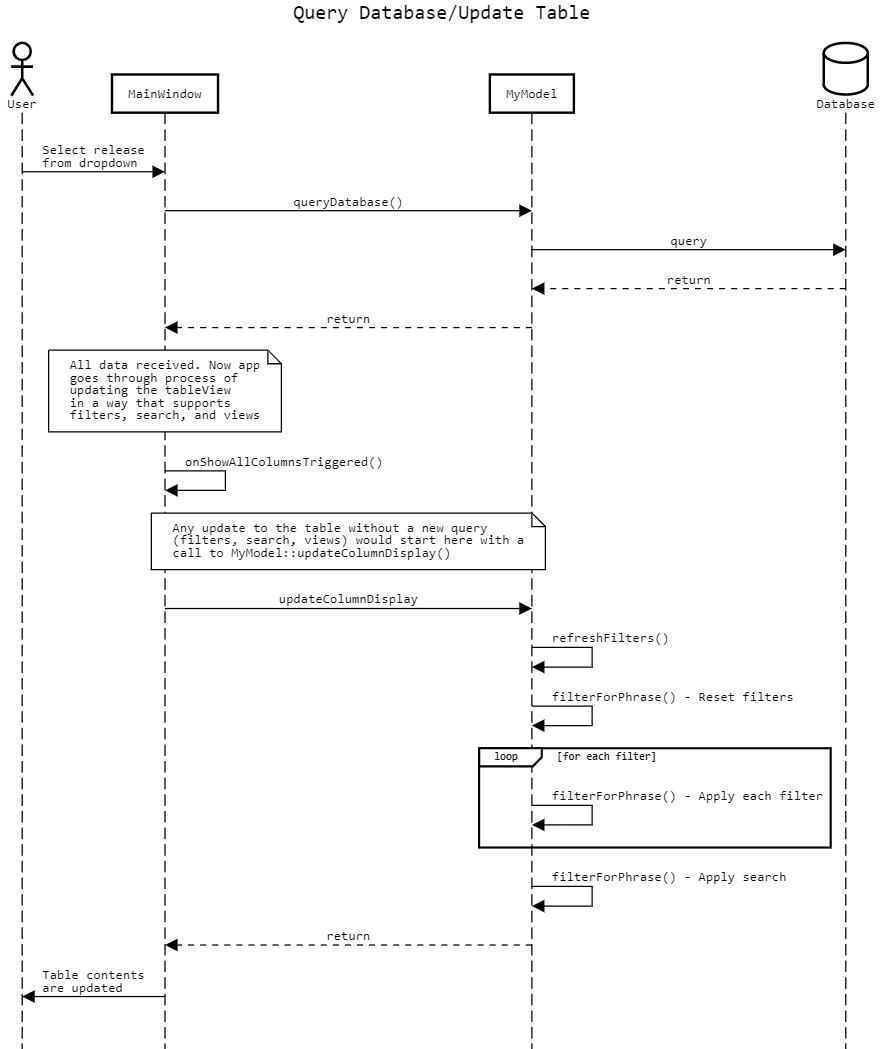 Query Database/Update Table
User
MainWindow
MyModel
Database
Select release
from dropdown
queryDatabase()
query
return
return
All data received. Now app
goes through process of
updating the tableView
in a way that supports
filters, search, and views
onShowAllColumnsTriggered()
Any update to the table without a new query
(filters, search, views) would start here with a
call to MyModel::updateColumnDisplay()
updateColumnDisplay
refreshFilters()
filterForPhrase() - Reset filters
loop [for each filter]
filterForPhrase() - Apply each filter
filterForPhrase() - Apply search
return
Table contents
are updated